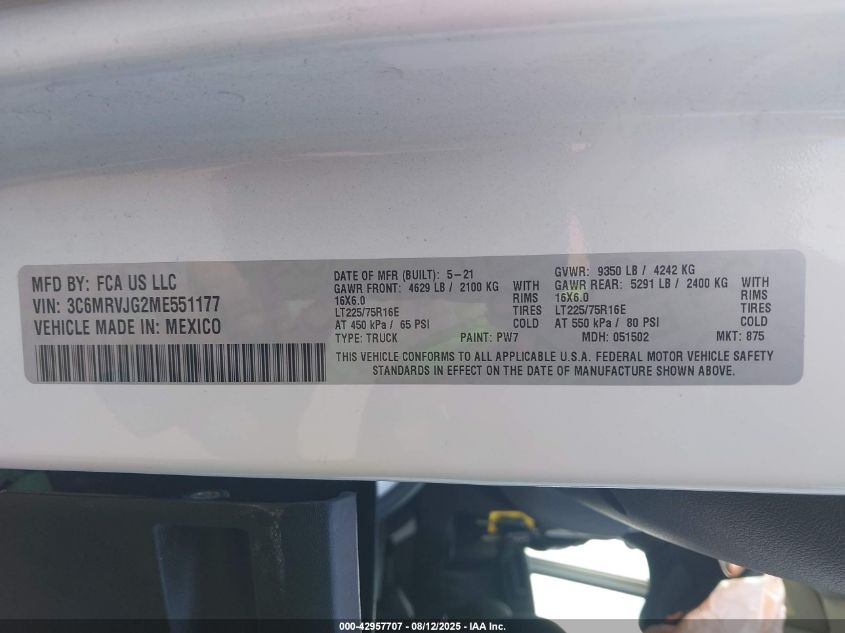 MFD BY: FCA US LLC
VIN: 3C6MRVJG2ME551177
VEHICLE MADE IN: MEXICO
DATE OF MFR (BUILT): 5-21
GAWR FRONT: 4629 LB / 2100 KG WITH
16X6.0 RIMS
LT225/75R16E TIRES
AT 450 kPa / 65 PSI COLD
TYPE: TRUCK PAINT: PW7
GVWR: 9350 LB / 4242 KG
GAWR REAR: 5291 LB / 2400 KG WITH
16X6.0 RIMS
LT225/75R16E TIRES
AT 550 kPa / 80 PSI COLD
MDH: 051502 MKT: 875
THIS VEHICLE CONFORMS TO ALL APPLICABLE U.S.A. FEDERAL MOTOR VEHICLE SAFETY
STANDARDS IN EFFECT ON THE DATE OF MANUFACTURE SHOWN ABOVE.
000-42957707 - 08/12/2025 - IAA Inc.